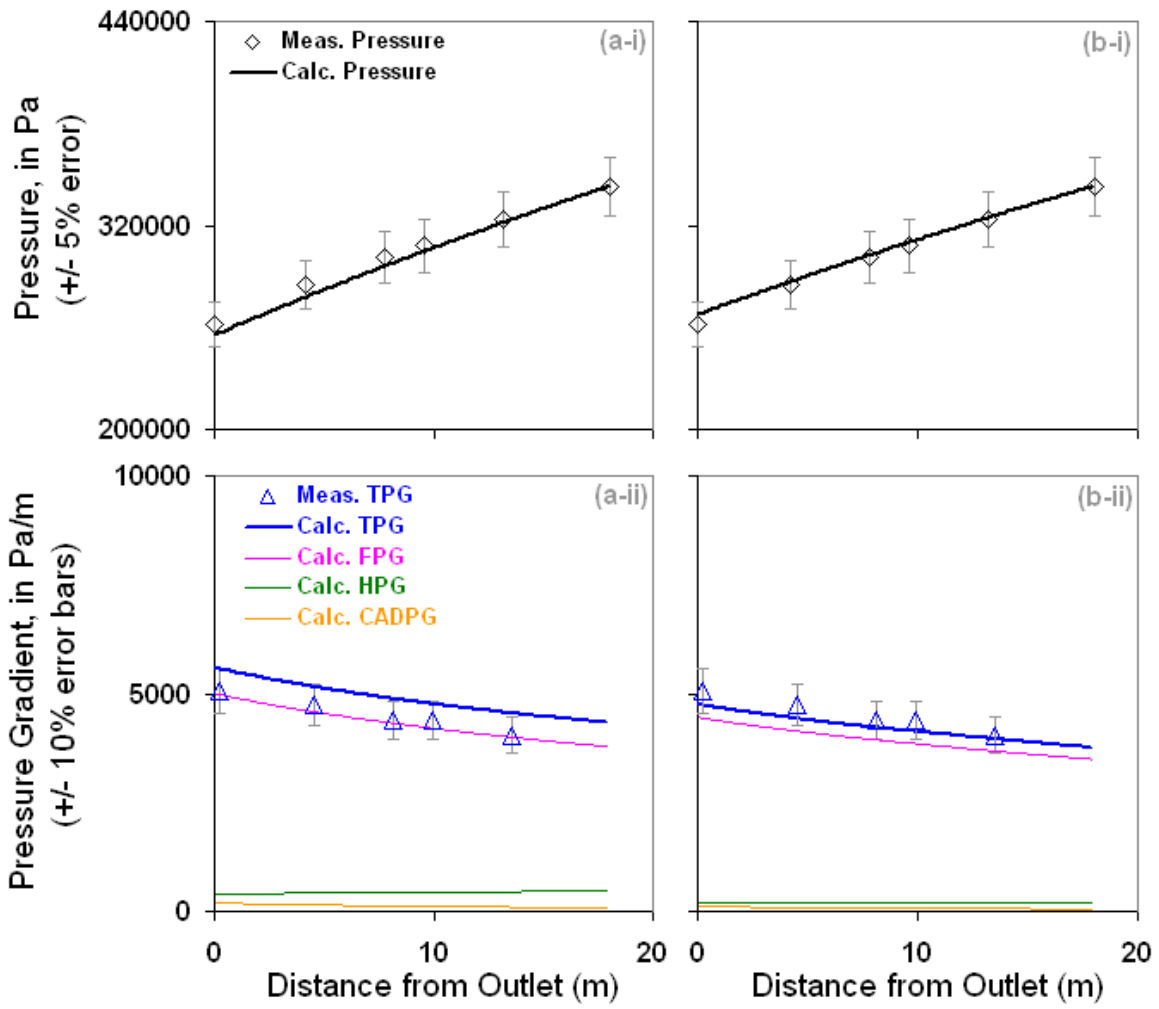 440000
Meas. Pressure
Calc. Pressure
(a-i)
(b-i)
Pressure, in Pa
(+/- 5% error)
320000
200000
10000
Meas. TPG
Calc. TPG
Calc. FPG
Calc. HPG
Calc. CADPG
(a-ii)
(b-ii)
Pressure Gradient, in Pa/m
(+/- 10% error bars)
5000
0
0
10
20
0
10
20
Distance from Outlet (m)
Distance from Outlet (m)